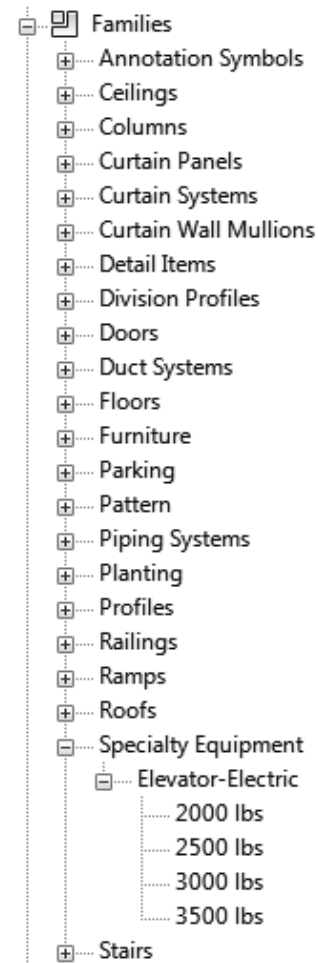 Families
Annotation Symbols
Ceilings
Columns
Curtain Panels
Curtain Systems
Curtain Wall Mullions
Detail Items
Division Profiles
Doors
Duct Systems
Floors
Furniture
Parking
Pattern
Piping Systems
Planting
Profiles
Railings
Ramps
Roofs
Specialty Equipment
Elevator-Electric
2000 lbs
2500 lbs
3000 lbs
3500 lbs
Stairs